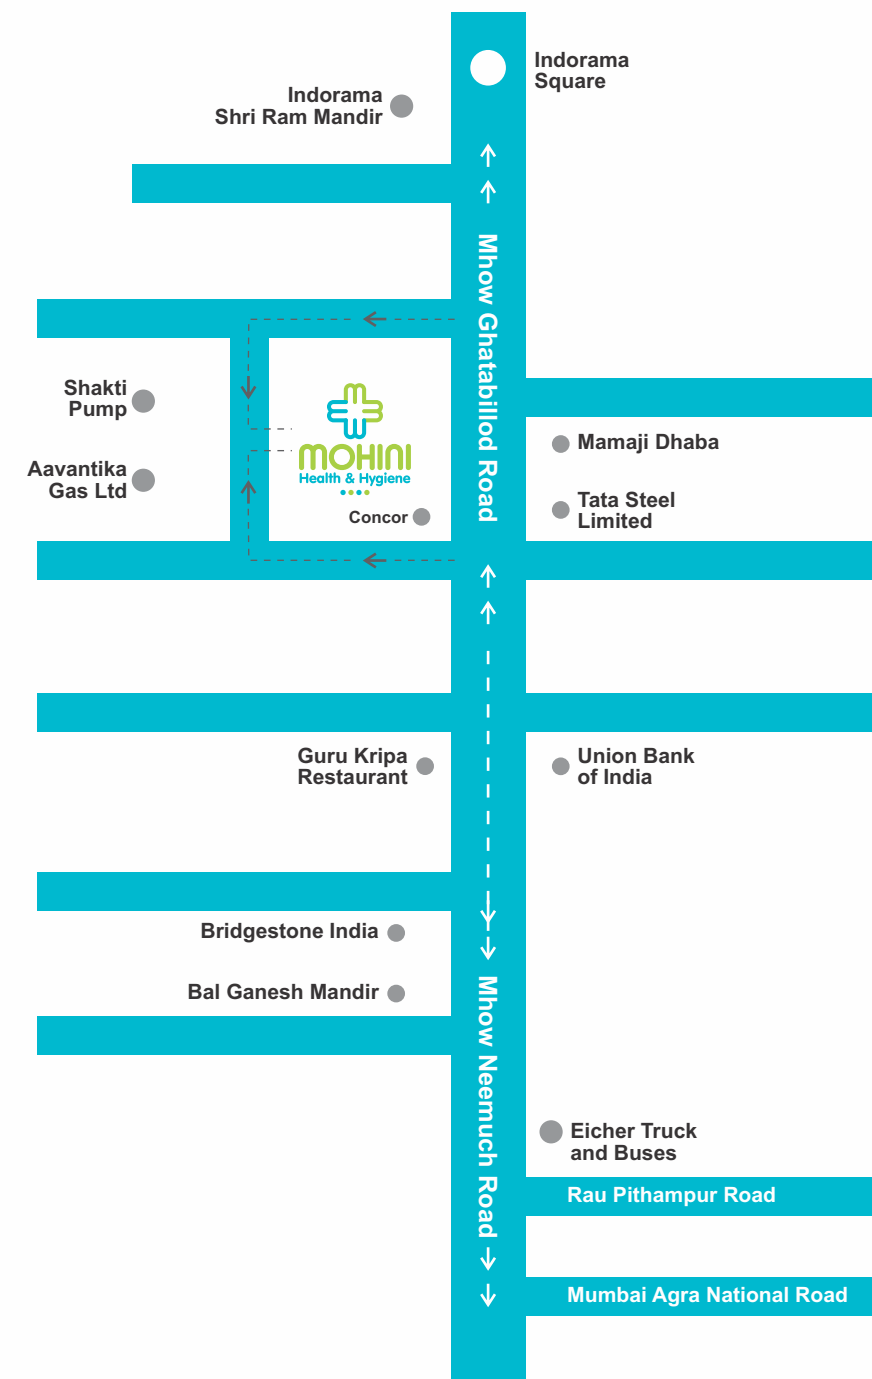 Indorama
Square
Indorama
Shri Ram Mandir
Mhow Ghatabillod Road
Shakti
Pump
Aavantika
Gas Ltd
MOHINI
Health & Hygiene
Concor
Mamaji Dhaba
Tata Steel
Limited
Guru Kripa
Restaurant
Union Bank
of India
Bridgestone India
Bal Ganesh Mandir
Mhow Neemuch Road
Eicher Truck
and Buses
Rau Pithampur Road
Mumbai Agra National Road